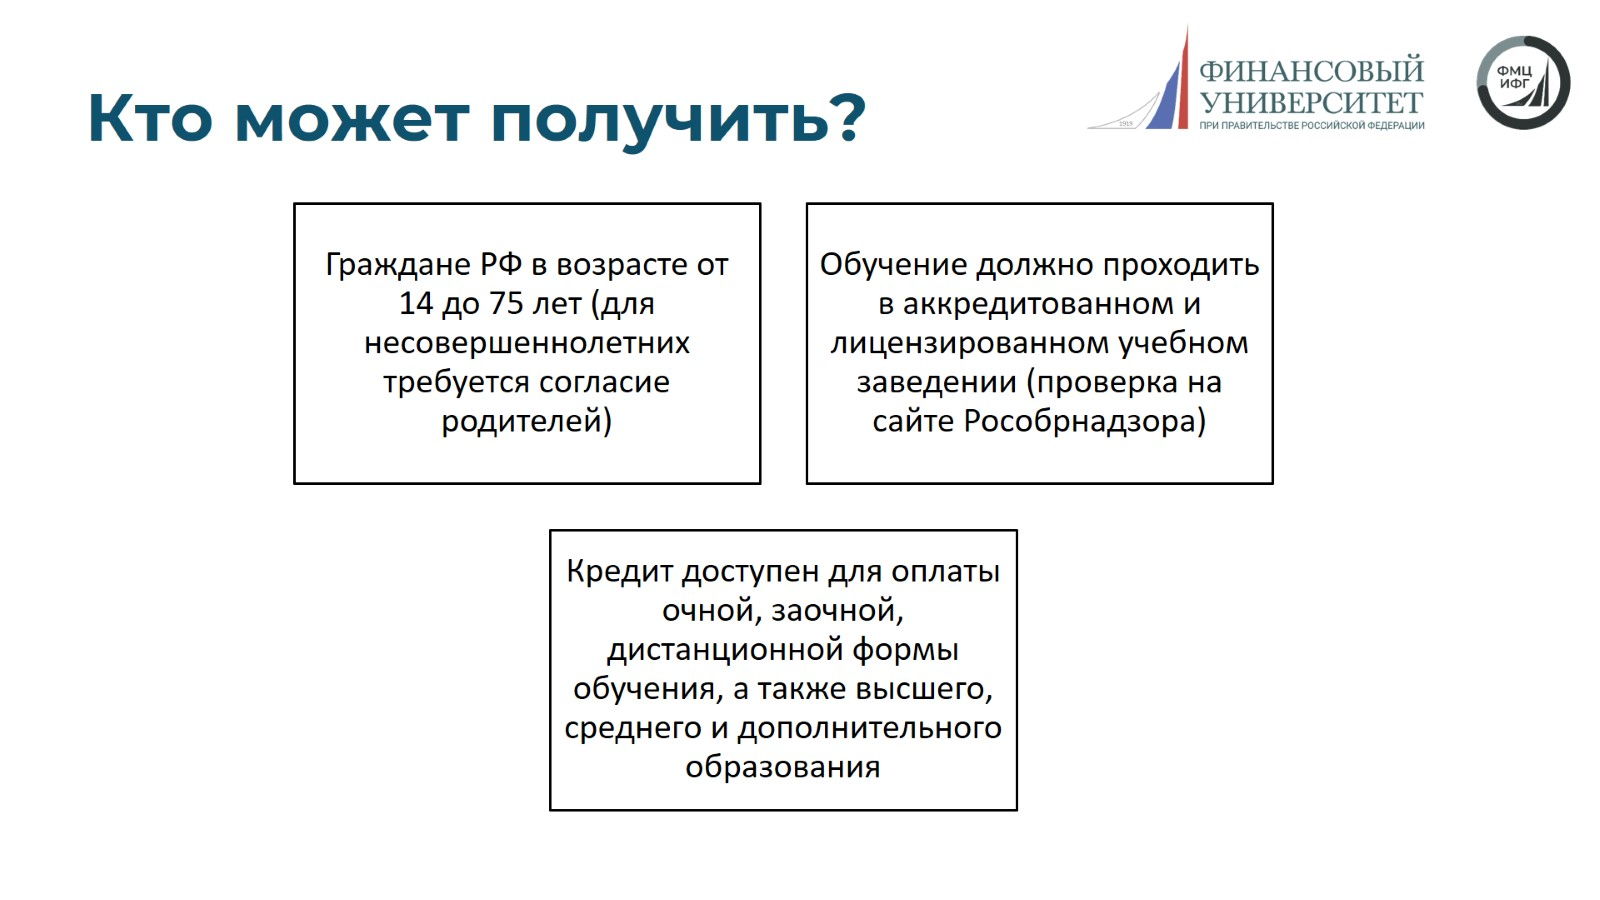 Кто может получить?
1919
ФИНАНСОВЫЙ
УНИВЕРСИТЕТ
ПРИ ПРАВИТЕЛЬСТВЕ РОССИЙСКОЙ ФЕДЕРАЦИИ
ФМЦ
ИФГ
Граждане РФ в возрасте от
14 до 75 лет (для
несовершеннолетних
требуется согласие
родителей)
Обучение должно проходить
в аккредитованном и
лицензированном учебном
заведении (проверка на
сайте Рособрнадзора)
Кредит доступен для оплаты
очной, заочной,
дистанционной формы
обучения, а также высшего,
среднего и дополнительного
образования